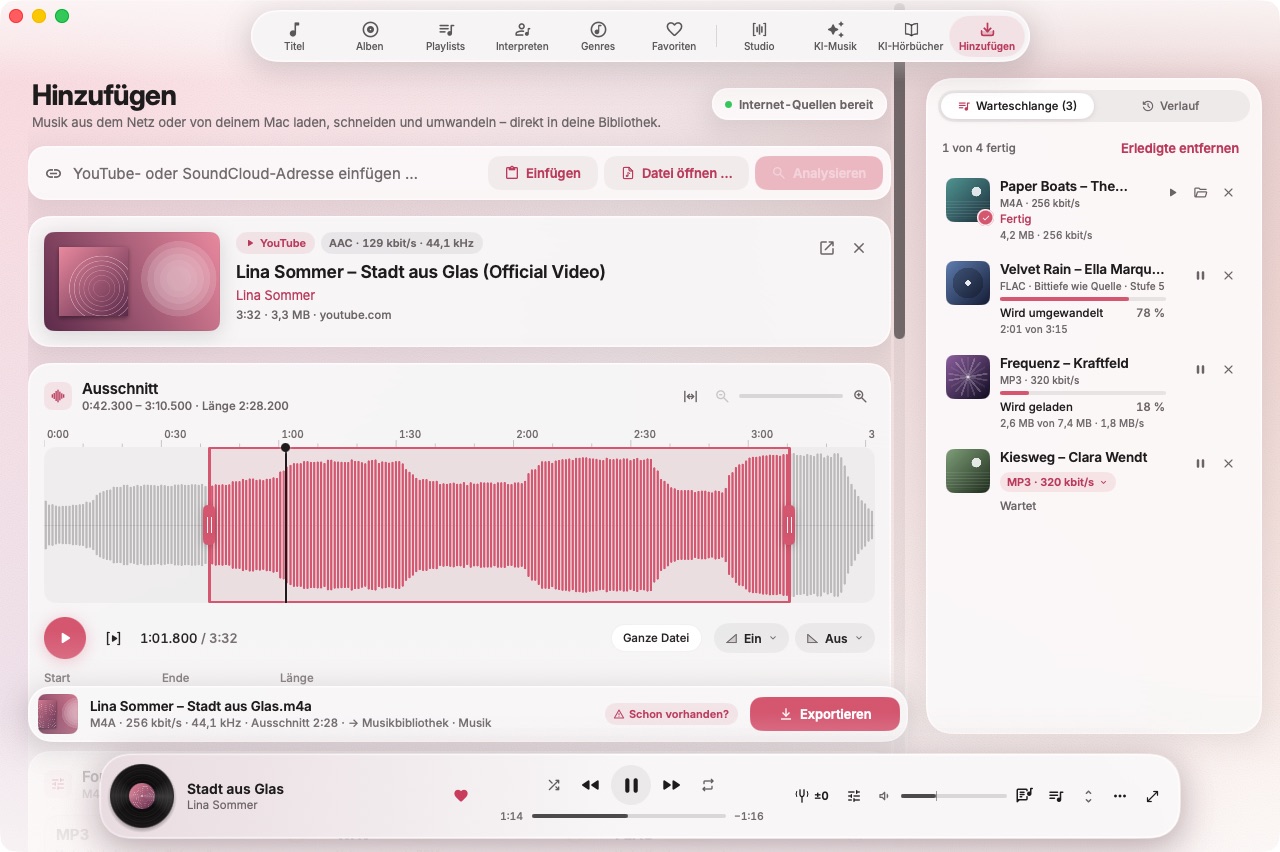 Titel
Alben
Playlists
Interpreten
Genres
Favoriten
Studio
KI-Musik
KI-Hörbücher
Hinzufügen
Hinzufügen
Musik aus dem Netz oder von deinem Mac laden, schneiden und umwandeln – direkt in deine Bibliothek.
Internet-Quellen bereit
YouTube- oder SoundCloud-Adresse einfügen ...
Einfügen
Datei öffnen ...
Analysieren
YouTube
AAC · 129 kbit/s · 44,1 kHz
Lina Sommer – Stadt aus Glas (Official Video)
Lina Sommer
3:32 · 3,3 MB · youtube.com
Ausschnitt
0:42.300 – 3:10.500 · Länge 2:28.200
0:00 0:30 1:00 1:30 2:00 2:30 3:00 3
1:01.800 / 3:32
Ganze Datei
Ein
Aus
Start Ende Länge
Lina Sommer – Stadt aus Glas.m4a
M4A · 256 kbit/s · 44,1 kHz · Ausschnitt 2:28 · → Musikbibliothek · Musik
Schon vorhanden?
Exportieren
MP3
Warteschlange (3)
Verlauf
1 von 4 fertig
Erledigte entfernen
Paper Boats – The...
M4A · 256 kbit/s
Fertig
4,2 MB · 256 kbit/s
Velvet Rain – Ella Marqu...
FLAC · Bittiefe wie Quelle · Stufe 5
Wird umgewandelt 78 %
2:01 von 3:15
Frequenz – Kraftfeld
MP3 · 320 kbit/s
Wird geladen 18 %
2,6 MB von 7,4 MB · 1,8 MB/s
Kiesweg – Clara Wendt
MP3 · 320 kbit/s
Wartet
Stadt aus Glas
Lina Sommer
1:14
−1:16
±0